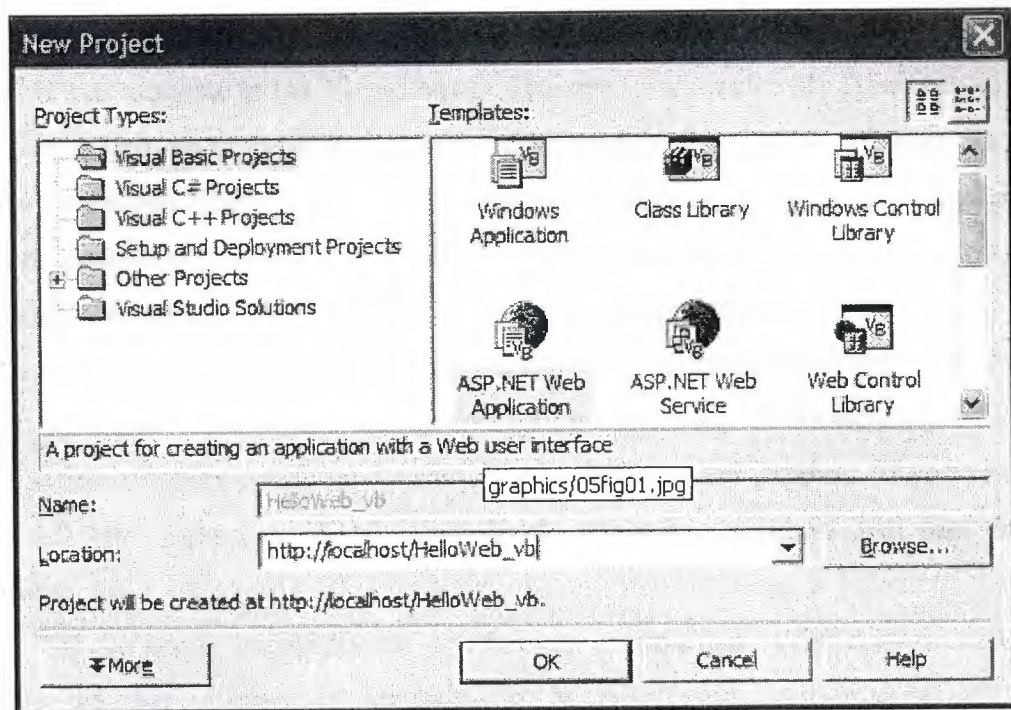 New Project
Project Types:
Templates:
Visual Basic Projects
Visual C# Projects
Visual C++ Projects
Setup and Deployment Projects
Other Projects
Visual Studio Solutions
Windows Application
Class Library
Windows Control Library
ASP.NET Web Application
ASP.NET Web Service
Web Control Library
A project for creating an application with a Web user interface
graphics/05fig01.jpg
Name:
HelloWeb_vb
Location:
http://localhost/HelloWeb_vb
Browse...
Project will be created at http://localhost/HelloWeb_vb.
More
OK
Cancel
Help